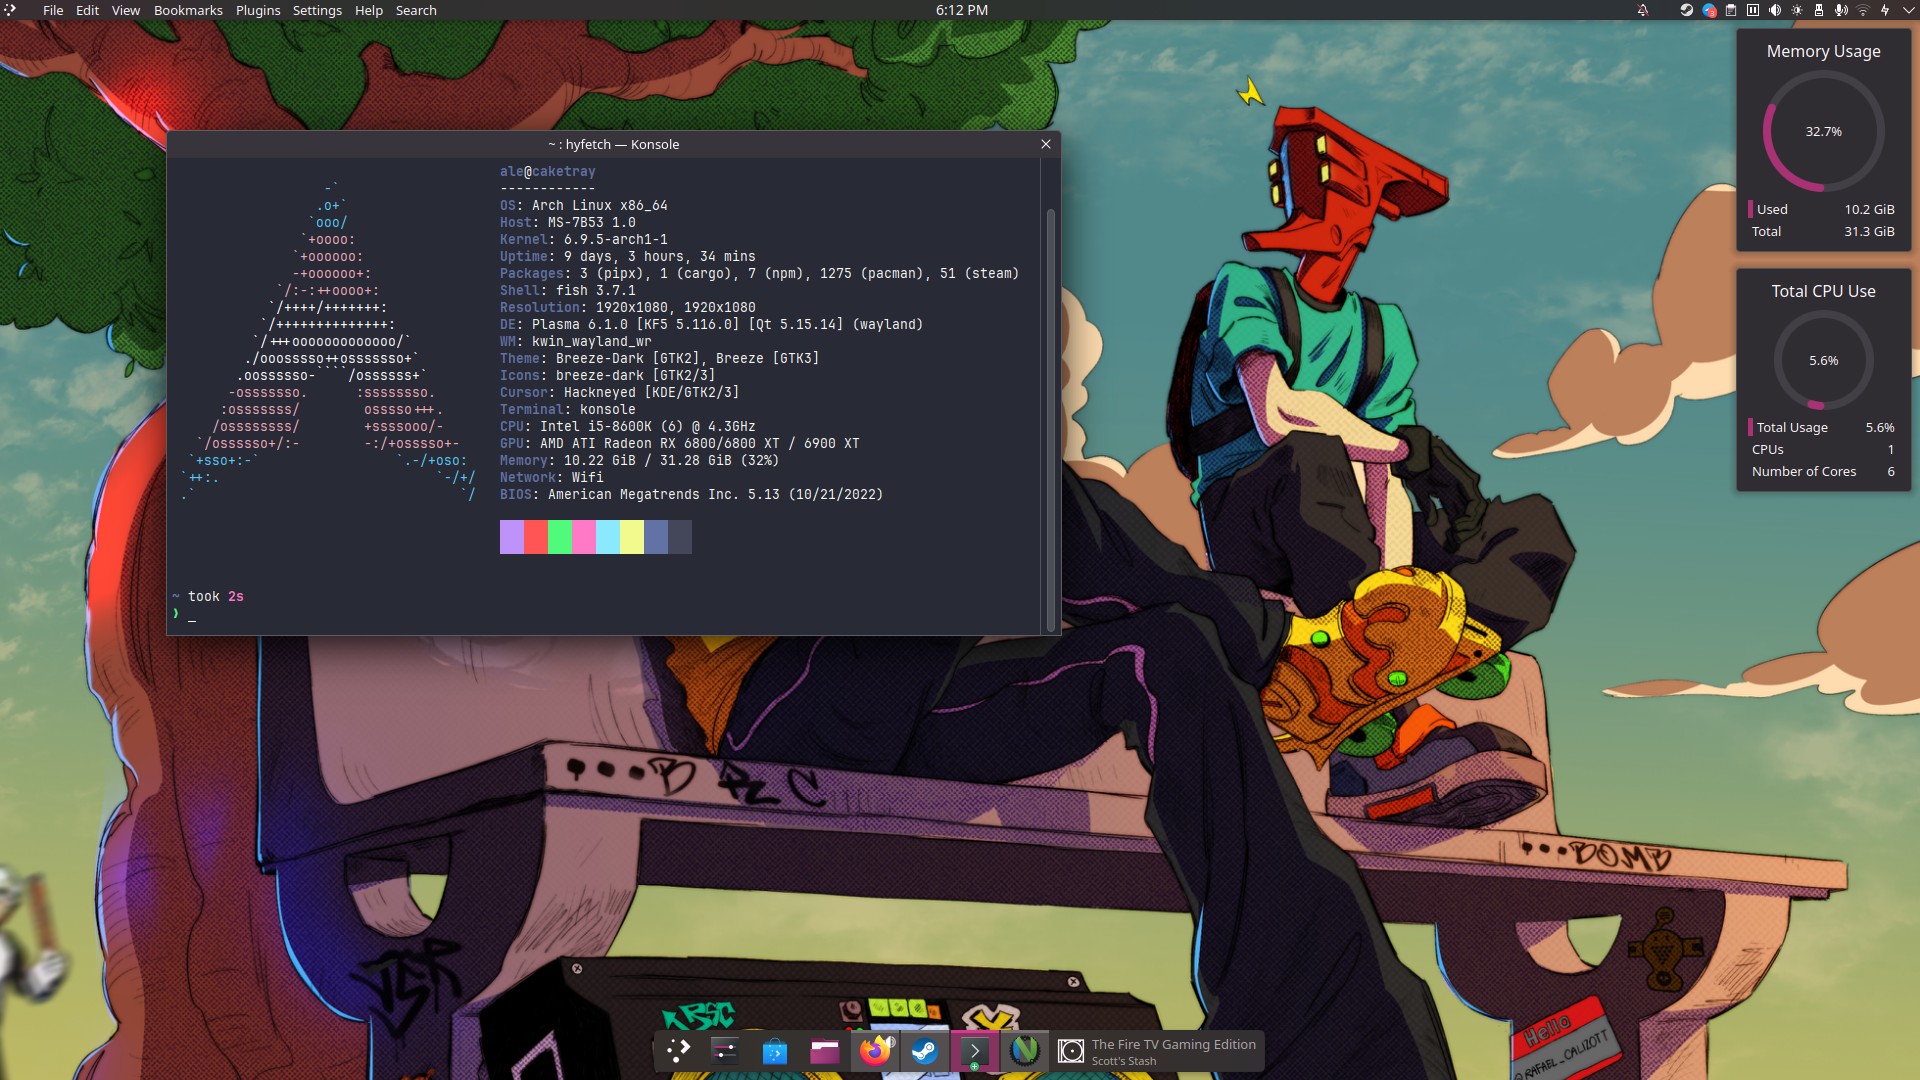 File Edit View Bookmarks Plugins Settings Help Search
6:12 PM
Memory Usage
32.7%
Used 10.2 GiB
Total 31.3 GiB
Total CPU Use
5.6%
Total Usage 5.6%
CPUs 1
Number of Cores 6
~ : hyfetch — Konsole
ale@caketray
------------
OS: Arch Linux x86_64
Host: MS-7B53 1.0
Kernel: 6.9.5-arch1-1
Uptime: 9 days, 3 hours, 34 mins
Packages: 3 (pipx), 1 (cargo), 7 (npm), 1275 (pacman), 51 (steam)
Shell: fish 3.7.1
Resolution: 1920x1080, 1920x1080
DE: Plasma 6.1.0 [KF5 5.116.0] [Qt 5.15.14] (wayland)
WM: kwin_wayland_wr
Theme: Breeze-Dark [GTK2], Breeze [GTK3]
Icons: breeze-dark [GTK2/3]
Cursor: Hackneyed [KDE/GTK2/3]
Terminal: konsole
CPU: Intel i5-8600K (6) @ 4.3GHz
GPU: AMD ATI Radeon RX 6800/6800 XT / 6900 XT
Memory: 10.22 GiB / 31.28 GiB (32%)
Network: Wifi
BIOS: American Megatrends Inc. 5.13 (10/21/2022)
~ took 2s
❯ _
...BOMB
JSR
Hello
@RAFAEL_CALIZOTT
The Fire TV Gaming Edition
Scott's Stash